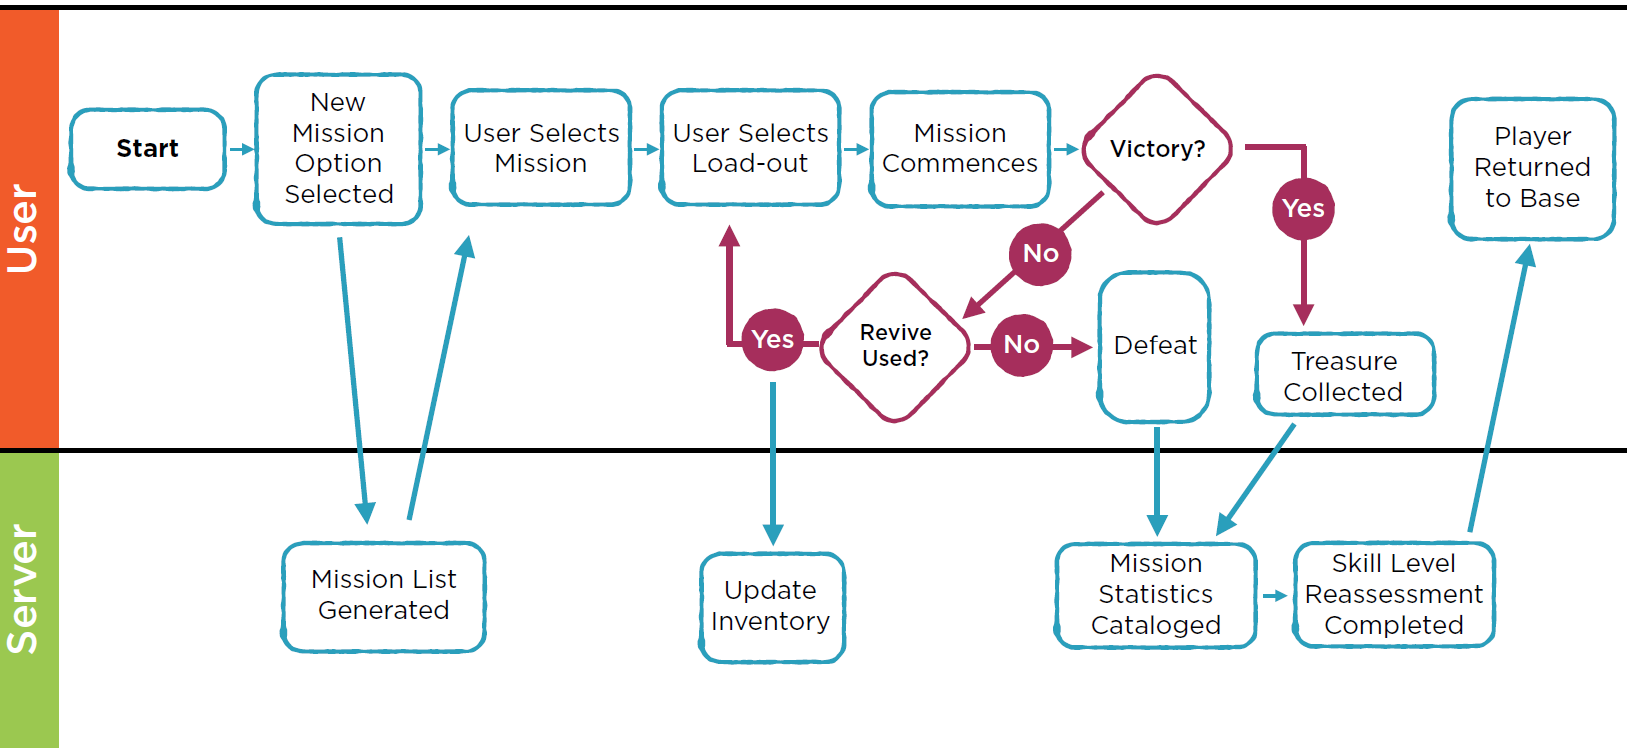 User
Start
New
Mission
Option
Selected
User Selects
Mission
User Selects
Load-out
Mission
Commences
Victory?
Yes
No
Player
Returned
to Base
Yes
Revive
Used?
No
Defeat
Treasure
Collected
Server
Mission List
Generated
Update
Inventory
Mission
Statistics
Cataloged
Skill Level
Reassessment
Completed